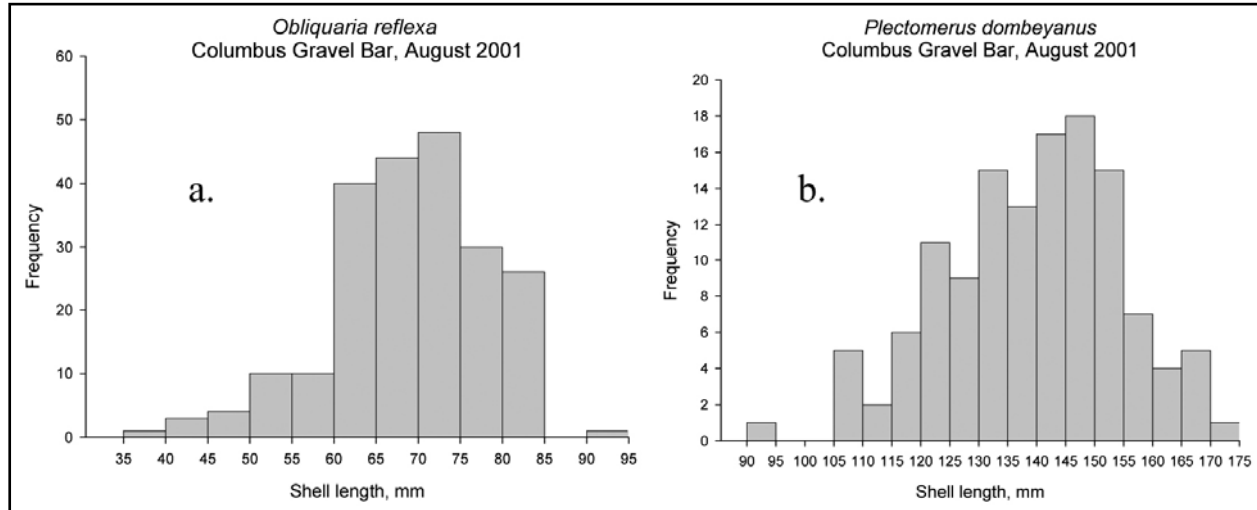 Obliquaria reflexa
Columbus Gravel Bar, August 2001
60
50
40
30
20
10
0
Frequency
a.
35 40 45 50 55 60 65 70 75 80 85 90 95
Shell length, mm
Plectomerus dombeyanus
Columbus Gravel Bar, August 2001
20
18
16
14
12
10
8
6
4
2
0
Frequency
b.
90 95 100 105 110 115 120 125 130 135 140 145 150 155 160 165 170 175
Shell length, mm